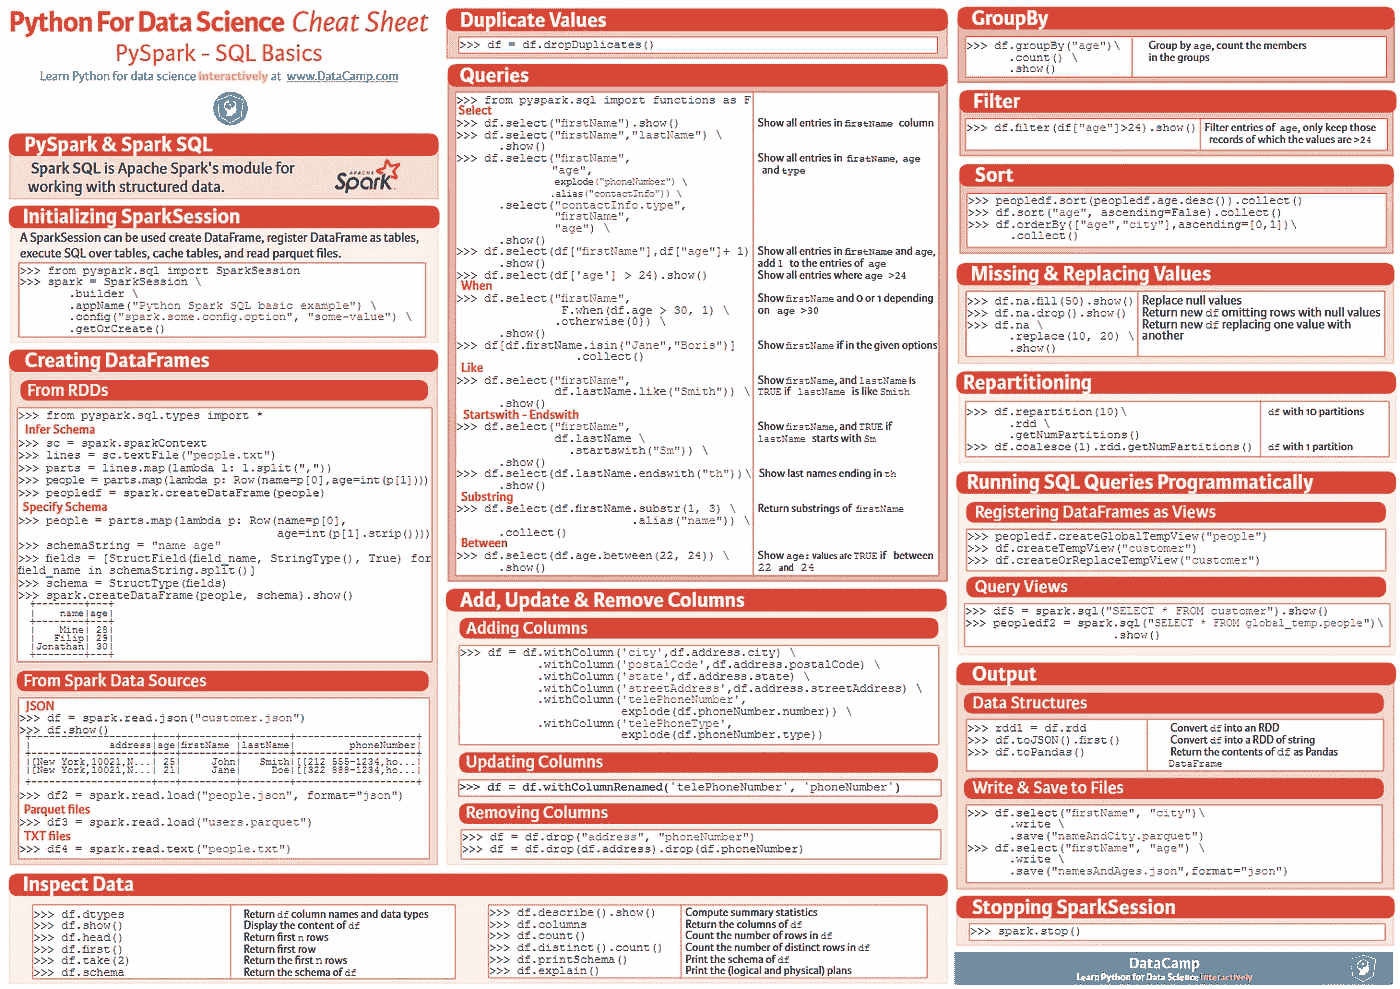 Python For Data Science Cheat Sheet
PySpark - SQL Basics
Learn Python for data science Interactively at www.DataCamp.com
PySpark & Spark SQL
Spark SQL is Apache Spark's module for
working with structured data.
APACHE
Spark
Initializing SparkSession
A SparkSession can be used create DataFrame, register DataFrame as tables,
execute SQL over tables, cache tables, and read parquet files.
>>> from pyspark.sql import SparkSession
>>> spark = SparkSession \
.builder \
.appName("Python Spark SQL basic example") \
.config("spark.some.config.option", "some-value") \
.getOrCreate()
Creating DataFrames
From RDDs
>>> from pyspark.sql.types import *
Infer Schema
>>> sc = spark.sparkContext
>>> lines = sc.textFile("people.txt")
>>> parts = lines.map(lambda l: l.split(","))
>>> people = parts.map(lambda p: Row(name=p[0],age=int(p[1])))
>>> peopledf = spark.createDataFrame(people)
Specify Schema
>>> people = parts.map(lambda p: Row(name=p[0],
age=int(p[1].strip())))
>>> schemaString = "name age"
>>> fields = [StructField(field_name, StringType(), True) for
field_name in schemaString.split()]
>>> schema = StructType(fields)
>>> spark.createDataFrame(people, schema).show()
+--------+---+
|    name|age|
+--------+---+
|    Mine| 28|
|  Filip| 29|
|Jonathan| 30|
+--------+---+
From Spark Data Sources
JSON
>>> df = spark.read.json("customer.json")
>>> df.show()
| address|age|firstName |lastName| phoneNumber|
|[New York,10021,N...| 25| John| Smith|[[212 555-1234,ho...|
|[New York,10021,N...| 21| Jane| Doe|[[322 888-1234,ho...|
>>> df2 = spark.read.load("people.json", format="json")
Parquet files
>>> df3 = spark.read.load("users.parquet")
TXT files
>>> df4 = spark.read.text("people.txt")
Inspect Data
>>> df.dtypes Return df column names and data types
>>> df.show() Display the content of df
>>> df.head() Return first n rows
>>> df.first() Return first row
>>> df.take(2) Return the first n rows
>>> df.schema Return the schema of df
>>> df.describe().show() Compute summary statistics
>>> df.columns Return the columns of df
>>> df.count() Count the number of rows in df
>>> df.distinct().count() Count the number of distinct rows in df
>>> df.printSchema() Print the schema of df
>>> df.explain() Print the (logical and physical) plans
Duplicate Values
>>> df = df.dropDuplicates()
Queries
>>> from pyspark.sql import functions as F
Select
>>> df.select("firstName").show() Show all entries in firstName column
>>> df.select("firstName","lastName") \
.show()
>>> df.select("firstName", Show all entries in firstName, age
"age", and type
explode("phoneNumber") \
.alias("contactInfo")) \
.select("contactInfo.type",
"firstName",
"age") \
.show()
>>> df.select(df["firstName"],df["age"]+ 1) Show all entries in firstName and age,
.show() add 1 to the entries of age
>>> df.select(df['age'] > 24).show() Show all entries where age >24
When
>>> df.select("firstName", Show firstName and 0 or 1 depending
F.when(df.age > 30, 1) \ on age >30
.otherwise(0)) \
.show()
>>> df[df.firstName.isin("Jane","Boris")] Show firstName if in the given options
.collect()
Like
>>> df.select("firstName", Show firstName, and lastName is
df.lastName.like("Smith")) \ TRUE if lastName is like Smith
.show()
Startswith - Endswith
>>> df.select("firstName", Show firstName, and TRUE if
df.lastName \ lastName starts with Sm
.startswith("Sm")) \
.show()
>>> df.select(df.lastName.endswith("th")) \ Show last names ending in th
.show()
Substring
>>> df.select(df.firstName.substr(1, 3) \ Return substrings of firstName
.alias("name")) \
.collect()
Between
>>> df.select(df.age.between(22, 24)) \ Show age: values are TRUE if between
.show() 22 and 24
Add, Update & Remove Columns
Adding Columns
>>> df = df.withColumn('city',df.address.city) \
.withColumn('postalCode',df.address.postalCode) \
.withColumn('state',df.address.state) \
.withColumn('streetAddress',df.address.streetAddress) \
.withColumn('telePhoneNumber',
explode(df.phoneNumber.number)) \
.withColumn('telePhoneType',
explode(df.phoneNumber.type))
Updating Columns
>>> df = df.withColumnRenamed('telePhoneNumber', 'phoneNumber')
Removing Columns
>>> df = df.drop("address", "phoneNumber")
>>> df = df.drop(df.address).drop(df.phoneNumber)
GroupBy
>>> df.groupBy("age")\ Group by age, count the members
.count() \ in the groups
.show()
Filter
>>> df.filter(df["age"]>24).show() Filter entries of age, only keep those
records of which the values are >24
Sort
>>> peopledf.sort(peopledf.age.desc()).collect()
>>> df.sort("age", ascending=False).collect()
>>> df.orderBy(["age","city"],ascending=[0,1])\
.collect()
Missing & Replacing Values
>>> df.na.fill(50).show() Replace null values
>>> df.na.drop().show() Return new df omitting rows with null values
>>> df.na \ Return new df replacing one value with
.replace(10, 20) \ another
.show()
Repartitioning
>>> df.repartition(10)\ df with 10 partitions
.rdd \
.getNumPartitions()
>>> df.coalesce(1).rdd.getNumPartitions() df with 1 partition
Running SQL Queries Programmatically
Registering DataFrames as Views
>>> peopledf.createGlobalTempView("people")
>>> df.createTempView("customer")
>>> df.createOrReplaceTempView("customer")
Query Views
>>> df5 = spark.sql("SELECT * FROM customer").show()
>>> peopledf2 = spark.sql("SELECT * FROM global_temp.people")\
.show()
Output
Data Structures
>>> rdd1 = df.rdd Convert df into an RDD
>>> df.toJSON().first() Convert df into a RDD of string
>>> df.toPandas() Return the contents of df as Pandas
DataFrame
Write & Save to Files
>>> df.select("firstName", "city")\
.write \
.save("nameAndCity.parquet")
>>> df.select("firstName", "age") \
.write \
.save("namesAndAges.json",format="json")
Stopping SparkSession
>>> spark.stop()
DataCamp
Learn Python for Data Science Interactively